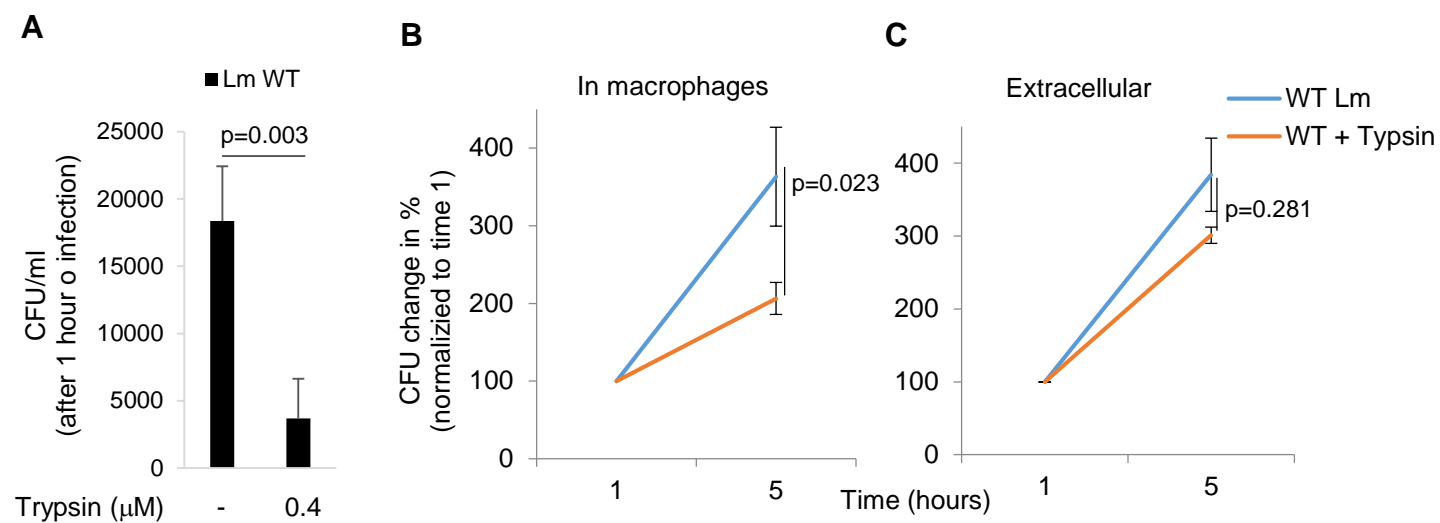 A
Lm WT
p=0.003
25000
20000
15000
10000
5000
0
CFU/ml
(after 1 hour o infection)
Trypsin (μM)
-
0.4
B
In macrophages
400
300
200
100
0
CFU change in %
(normalizied to time 1)
p=0.023
1
5
Time (hours)
C
Extracellular
WT Lm
WT + Typsin
400
300
200
100
0
p=0.281
1
5